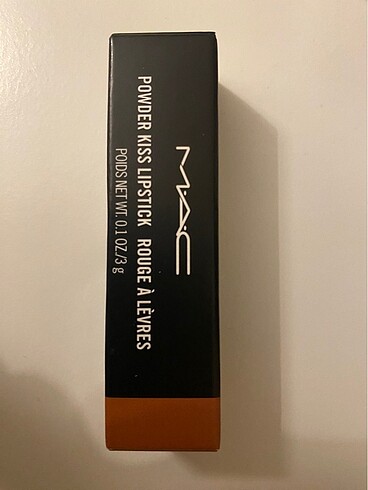 MAC
POWDER KISS LIPSTICK ROUGE À LÈVRES
POIDS NET WT. 0.1 OZ./3 g